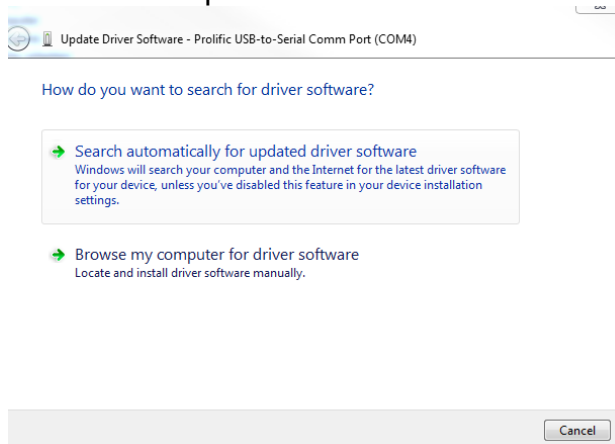 Update Driver Software - Prolific USB-to-Serial Comm Port (COM4)
How do you want to search for driver software?
Search automatically for updated driver software
Windows will search your computer and the Internet for the latest driver software
for your device, unless you've disabled this feature in your device installation
settings.
Browse my computer for driver software
Locate and install driver software manually.
Cancel